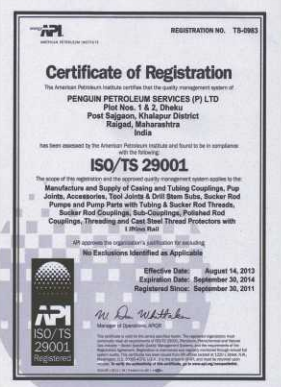 API
REGISTRATION NO. TS-0983
AMERICAN PETROLEUM INSTITUTE
Certificate of Registration
The American Petroleum Institute certifies that the quality management system of
PENGUIN PETROLEUM SERVICES (P) LTD
Plot Nos. 1 & 2, Dheku
Post Sajgaon, Khalapur District
Raigad, Maharashtra
India
has been assessed by the American Petroleum Institute and found to be in compliance
with the following:
ISO/TS 29001
The scope of this registration and the approved quality management system applies to the:
Manufacture and Supply of Casing and Tubing Couplings, Pup
Joints, Accessories, Tool Joints & Drill Stem Subs, Sucker Rod
Pumps and Pump Parts with Tubing & Sucker Rod Threads,
Sucker Rod Couplings, Sub-Couplings, Polished Rod
Couplings, Threading and Cast Steel Thread Protectors with
Lifting Bail
API approves the organization's justification for excluding:
No Exclusions Identified as Applicable
Effective Date: August 14, 2013
Expiration Date: September 30, 2014
Registered Since: September 30, 2011
Manager of Operations APIQR
API
ISO/TS
29001
Registered